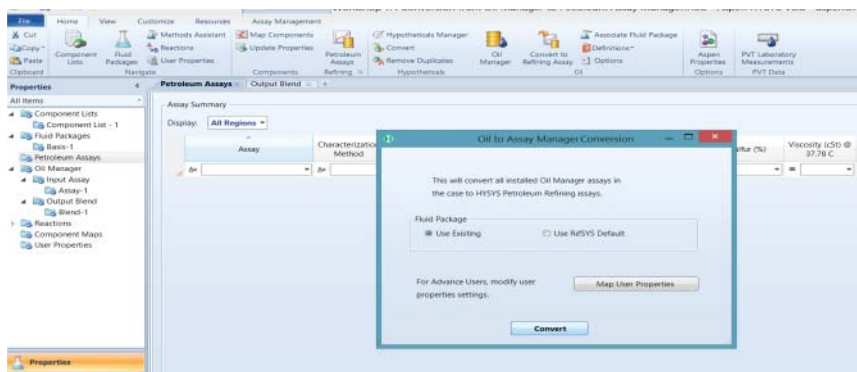 File Home View Customize Resources Assay Management
Cut Methods Assistant Map Components Hypotheticals Manager Associate Fluid Package
Copy Reactions Update Properties Convert Definitions
Paste Component Lists Fluid Packages User Properties Petroleum Assays Remove Duplicates Oil Manager Convert to Refining Assay Options Aspen Properties PVT Laboratory Measurements
Clipboard Navigate Components Refining Hypotheticals Oil Options PVT Data
Properties
All Items
Component Lists
Component List - 1
Fluid Packages
Basis-1
Petroleum Assays
Oil Manager
Input Assay
Assay-1
Output Blend
Blend-1
Reactions
Component Maps
User Properties
Properties
Petroleum Assays Output Blend +
Assay Summary
Display: All Regions
Assay
Viscosity (cSt) @ 37.78 C
Oil to Assay Manager Conversion
This will convert all installed Oil Manager assays in
the case to HYSYS Petroleum Refining assays.
Fluid Package
Use Existing Use RefSYS Default
For Advance Users, modify user
properties settings.
Map User Properties
Convert